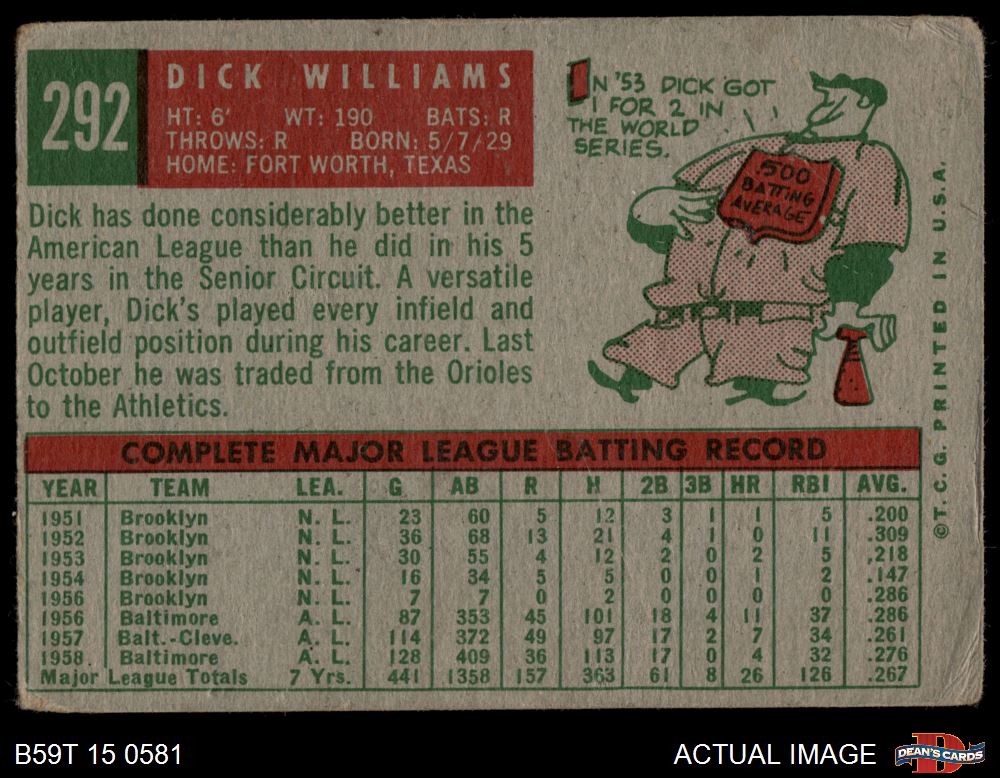 292
DICK WILLIAMS
HT: 6' WT: 190 BATS: R
THROWS: R BORN: 5/7/29
HOME: FORT WORTH, TEXAS
Dick has done considerably better in the
American League than he did in his 5
years in the Senior Circuit. A versatile
player, Dick's played every infield and
outfield position during his career. Last
October he was traded from the Orioles
to the Athletics.
IN '53 DICK GOT
1 FOR 2 IN
THE WORLD
SERIES.
.500
BATTING
AVERAGE
COMPLETE MAJOR LEAGUE BATTING RECORD
YEAR TEAM LEA. G AB R H 2B 3B HR RBI AVG.
1951 Brooklyn N. L. 23 60 5 12 3 1 1 5 .200
1952 Brooklyn N. L. 36 68 13 21 4 1 0 11 .309
1953 Brooklyn N. L. 30 55 4 12 2 0 2 5 .218
1954 Brooklyn N. L. 16 34 5 5 0 0 1 2 .147
1956 Brooklyn N. L. 7 7 0 2 0 0 0 0 .286
1956 Baltimore A. L. 87 353 45 101 18 4 11 37 .286
1957 Balt.-Cleve. A. L. 114 372 49 97 17 2 7 34 .261
1958 Baltimore A. L. 128 409 36 113 17 0 4 32 .276
Major League Totals 7 Yrs. 441 1358 157 363 61 8 26 126 .267
©T.C.G. PRINTED IN U.S.A.
B59T 15 0581
ACTUAL IMAGE
DEAN'S CARDS